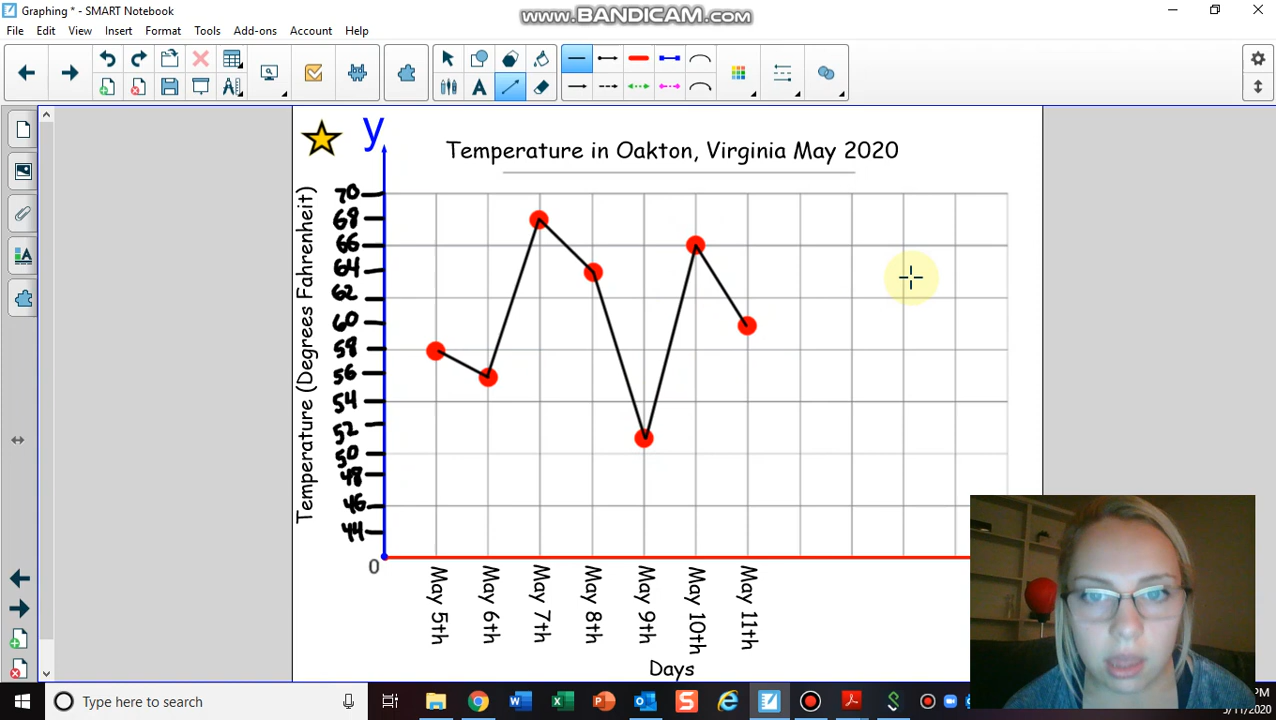 Graphing * - SMART Notebook
www.BANDICAM.com
File Edit View Insert Format Tools Add-ons Account Help
y
Temperature in Oakton, Virginia May 2020
Temperature (Degrees Fahrenheit)
70
68
66
64
62
60
58
56
54
52
50
48
46
44
0
May 5th
May 6th
May 7th
May 8th
May 9th
May 10th
May 11th
Days
Type here to search